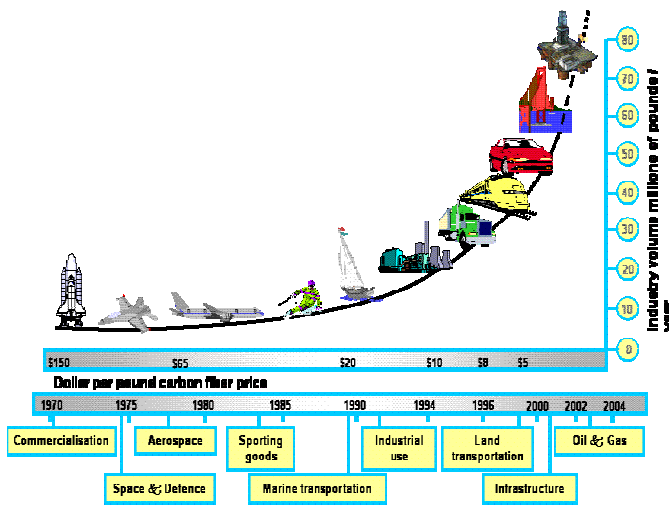 80
70
60
50
40
30
20
10
0
Industry volume millions of pounds /
year
$150 $65 $20 $10 $8 $5
Dollar per pound carbon fiber price
1970 1975 1980 1985 1990 1994 1996 2000 2002 2004
Commercialisation
Aerospace
Sporting
goods
Industrial
use
Land
transportation
Oil & Gas
Space & Defence
Marine transportation
Infrastructure